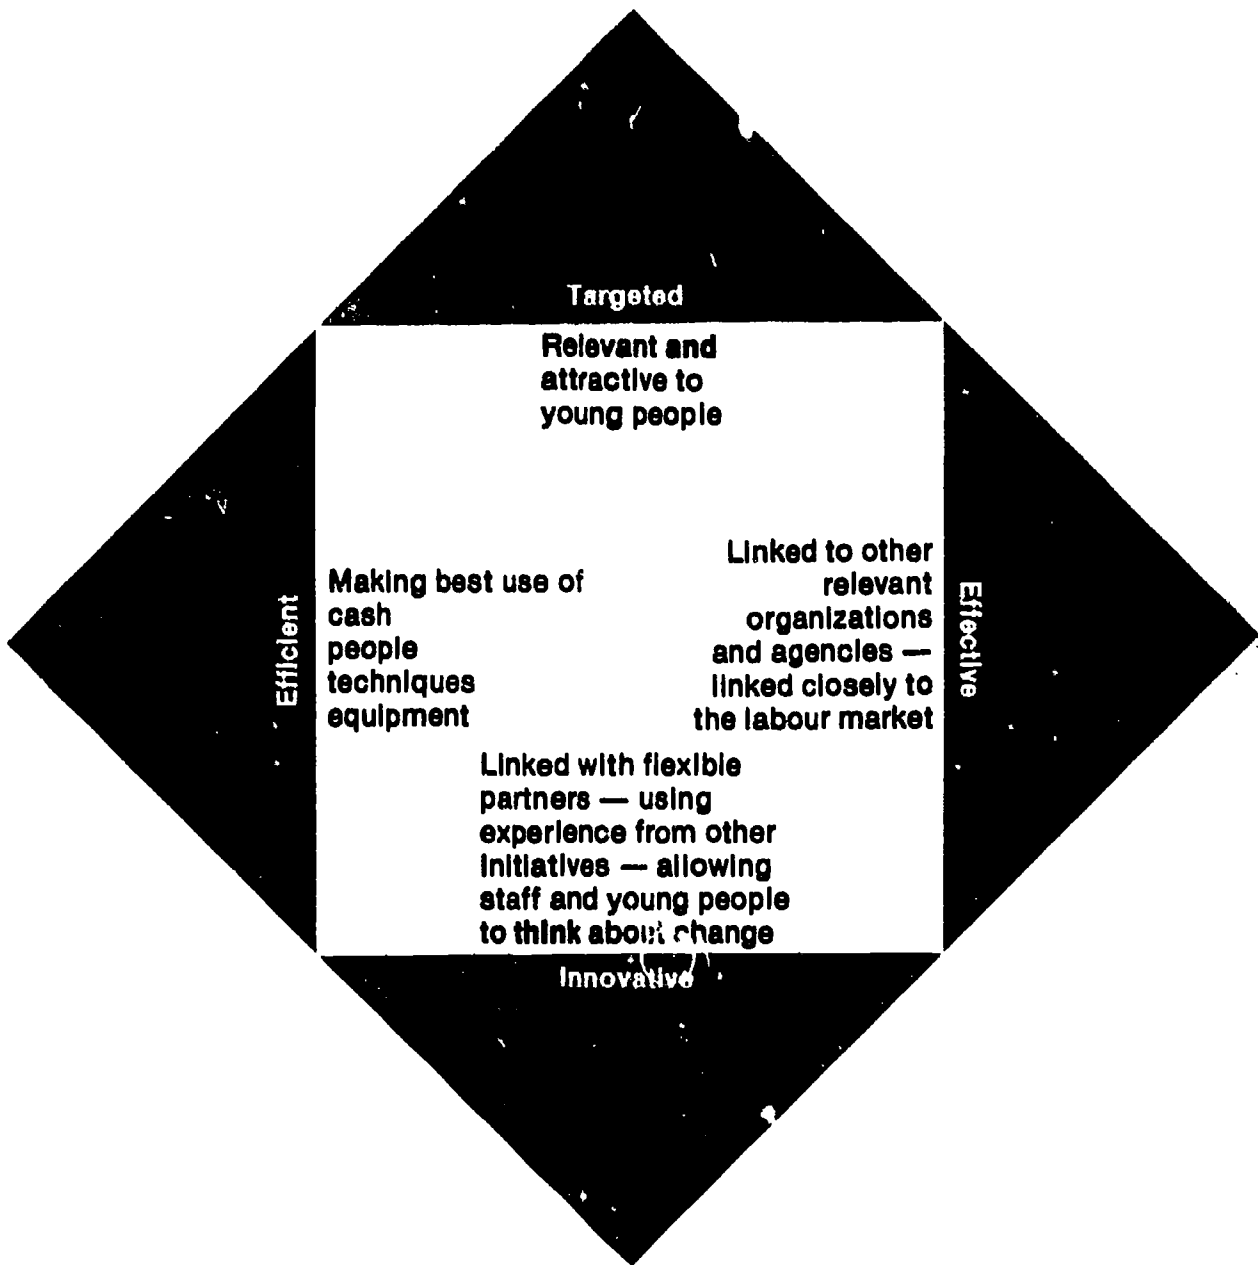 Targeted
Relevant and
attractive to
young people
Efficient
Making best use of
cash
people
techniques
equipment
Linked to other
relevant
organizations
and agencies —
linked closely to
the labour market
Effective
Linked with flexible
partners — using
experience from other
initiatives — allowing
staff and young people
to think about change
Innovative